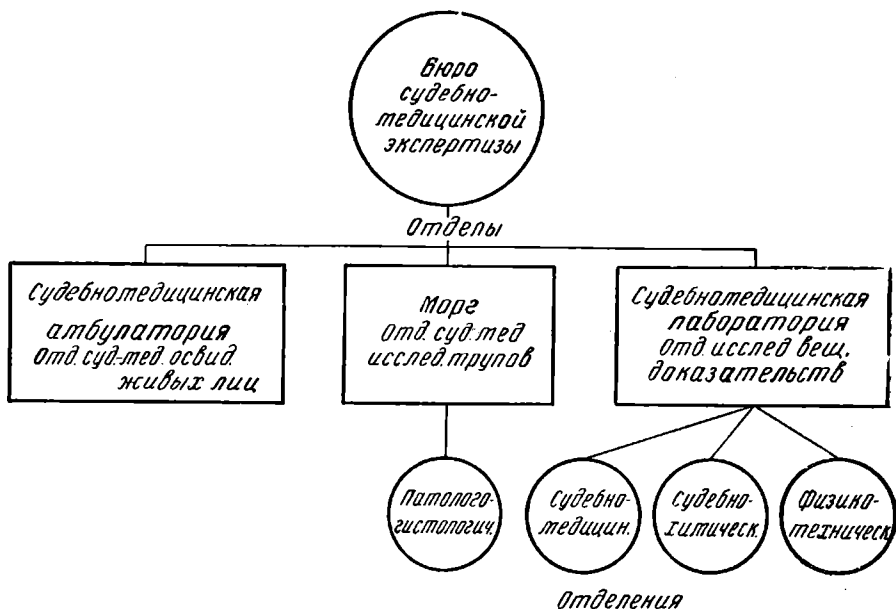 Бюро
судебно-
медицинской
экспертизы
Отделы
Судебномедицинская
амбулатория
Отд. суд-мед. освид.
живых лиц
Морг
Отд. суд. мед
исслед. трупов
Судебномедицинская
лаборатория
Отд. исслед вещ.
доказательств
Патолого-
гистологич.
Судебно-
медицин.
Судебно-
химическ.
Физико-
техническ.
Отделения